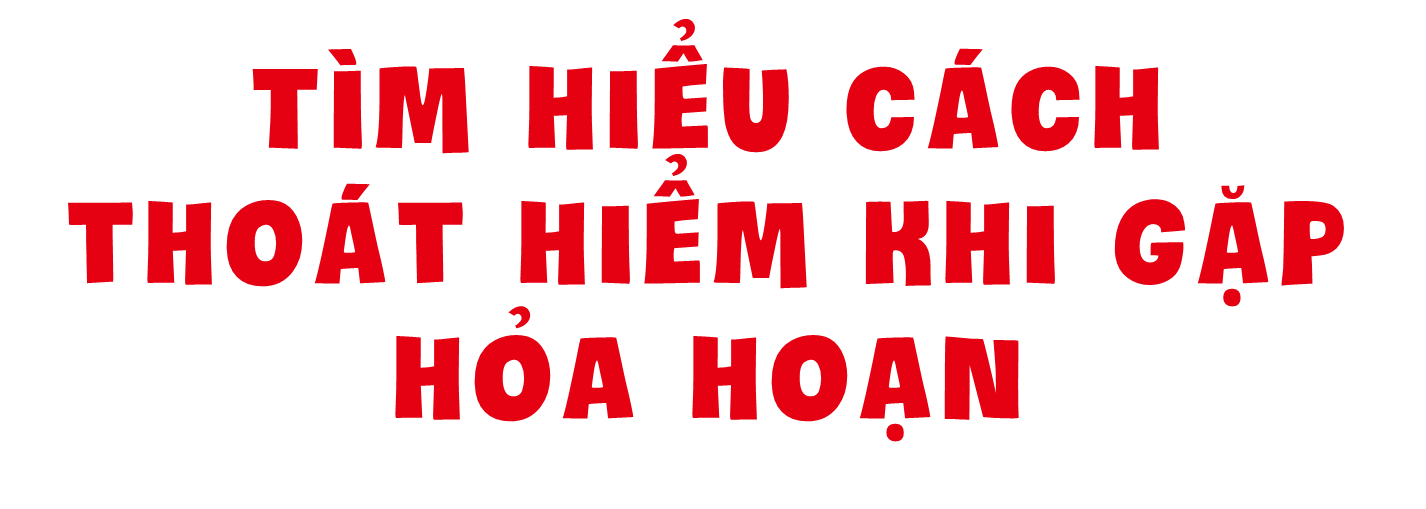 TÌM HIỂU CÁCH
THOÁT HIỂM KHI GẶP
HỎA HOẠN